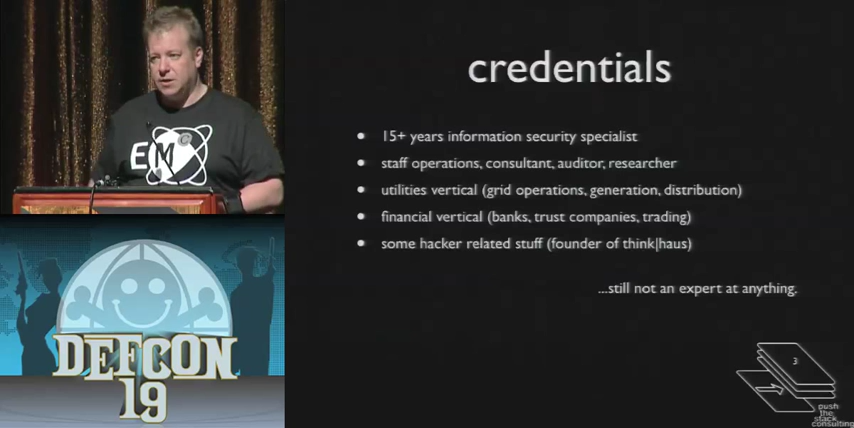 credentials
15+ years information security specialist
staff operations, consultant, auditor, researcher
utilities vertical (grid operations, generation, distribution)
financial vertical (banks, trust companies, trading)
some hacker related stuff (founder of think|haus)
...still not an expert at anything.
3
push
the
stack
consulting
EMC
DEFCON
19